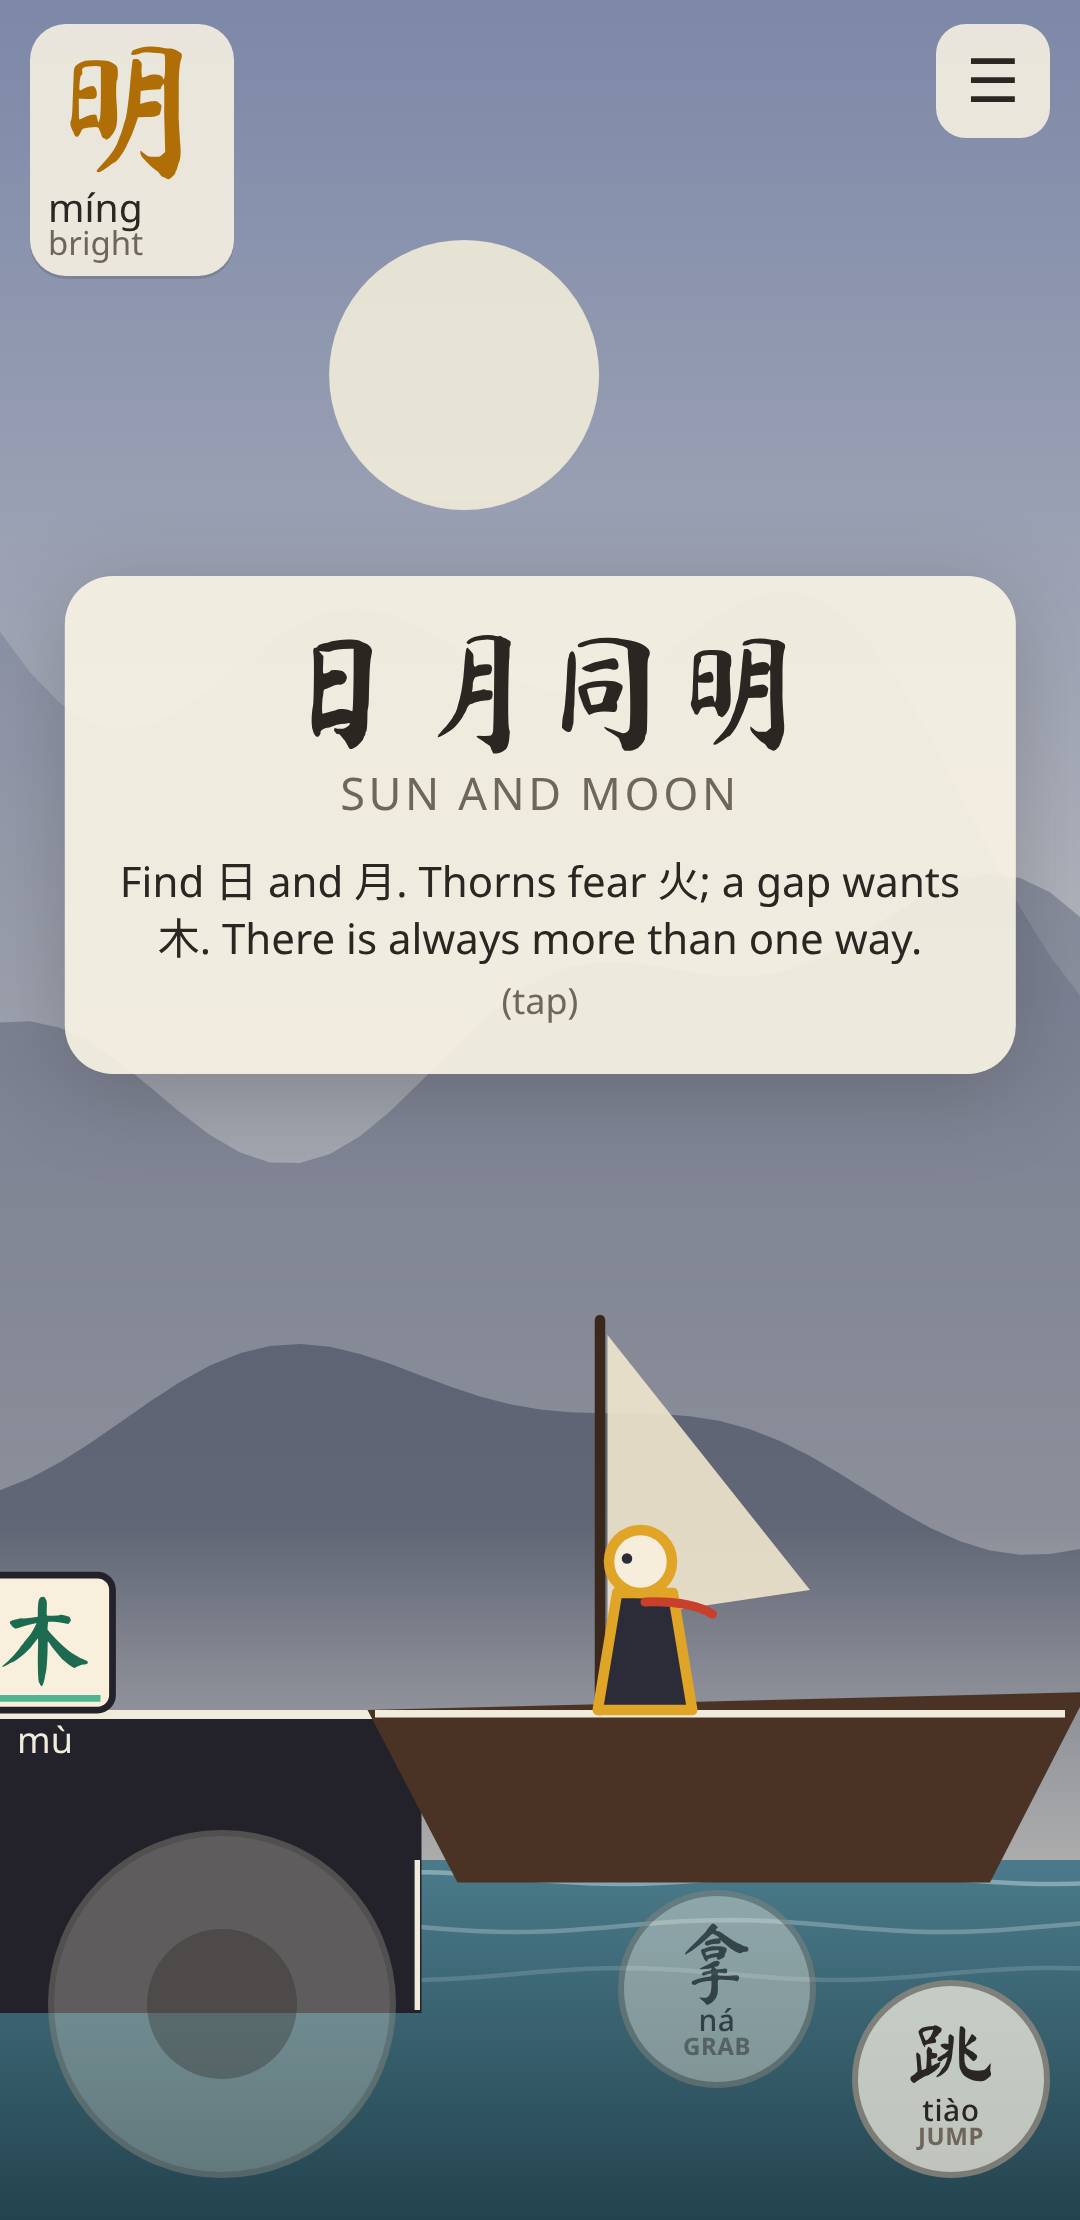 明
míng
bright
日月同明
SUN AND MOON
Find 日 and 月. Thorns fear 火; a gap wants
木. There is always more than one way.
(tap)
木
mù
拿
ná
GRAB
跳
tiào
JUMP